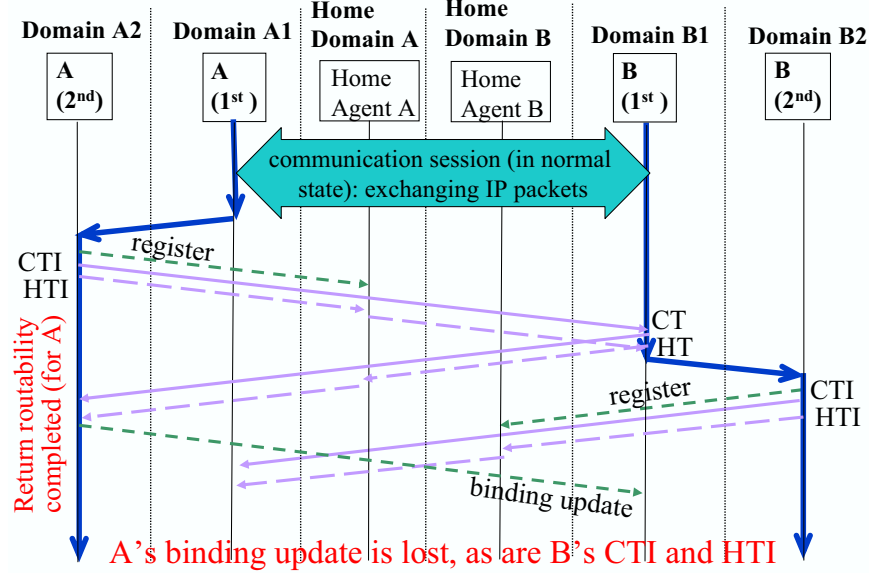 Domain A2
Domain A1
Home
Domain A
Home
Domain B
Domain B1
Domain B2
A
(2nd)
A
(1st )
Home
Agent A
Home
Agent B
B
(1st)
B
(2nd)
communication session (in normal
state): exchanging IP packets
register
CTI
HTI
CT
HT
register
CTI
HTI
Return routability
completed (for A)
binding update
A's binding update is lost, as are B's CTI and HTI